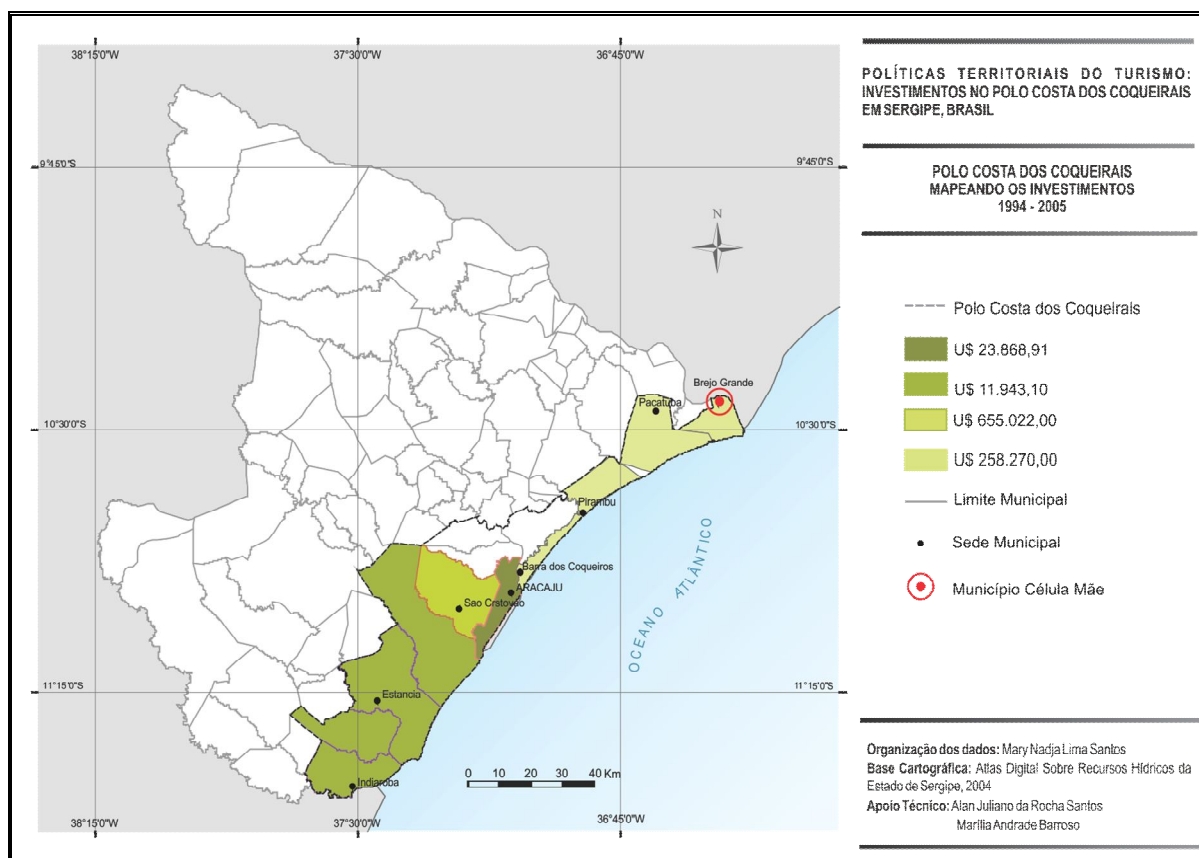 38°15'0"W
37°30'0"W
36°45'0"W
9°45'0"S
9°45'0"S
N
Brejo Grande
Pacatuba
10°30'0"S
10°30'0"S
Pirambu
Barra dos Coqueiros
ARACAJU
Sao Crstovao
OCEANO ATLÂNTICO
11°15'0"S
11°15'0"S
Estancia
Indiaroba
0 10 20 30 40 Km
38°15'0"W
37°30'0"W
36°45'0"W
POLÍTICAS TERRITORIAIS DO TURISMO:
INVESTIMENTOS NO POLO COSTA DOS COQUEIRAIS
EM SERGIPE, BRASIL
POLO COSTA DOS COQUEIRAIS
MAPEANDO OS INVESTIMENTOS
1994 - 2005
Polo Costa dos Coqueirais
U$ 23.868,91
U$ 11.943,10
U$ 655.022,00
U$ 258.270,00
Limite Municipal
Sede Municipal
Município Célula Mãe
Organização dos dados: Mary Nadja Lima Santos
Base Cartográfica: Atlas Digital Sobre Recursos Hídricos da
Estado de Sergipe, 2004
Apoio Técnico: Alan Juliano da Rocha Santos
Marília Andrade Barroso